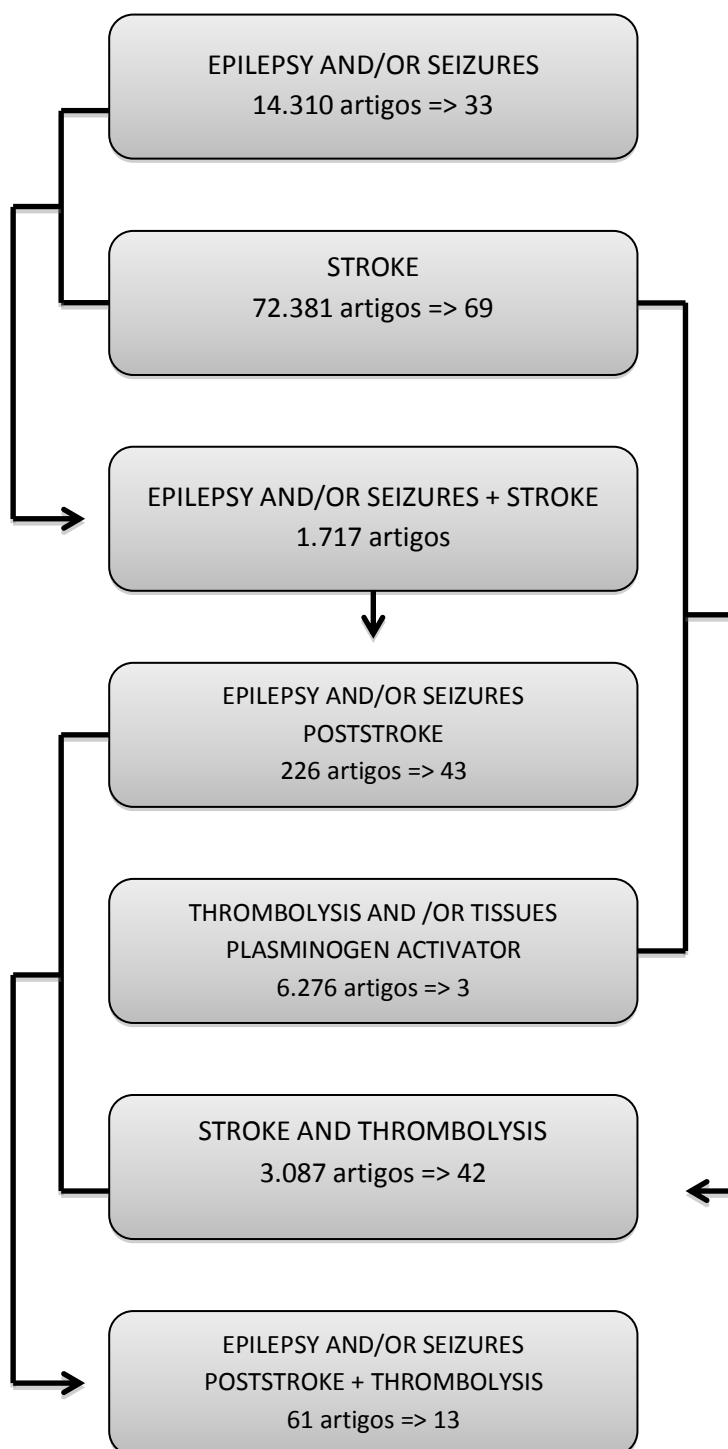 EPILEPSY AND/OR SEIZURES
14.310 artigos => 33
STROKE
72.381 artigos => 69
EPILEPSY AND/OR SEIZURES + STROKE
1.717 artigos
EPILEPSY AND/OR SEIZURES
POSTSTROKE
226 artigos => 43
THROMBOLYSIS AND /OR TISSUES
PLASMINOGEN ACTIVATOR
6.276 artigos => 3
STROKE AND THROMBOLYSIS
3.087 artigos => 42
EPILEPSY AND/OR SEIZURES
POSTSTROKE + THROMBOLYSIS
61 artigos => 13